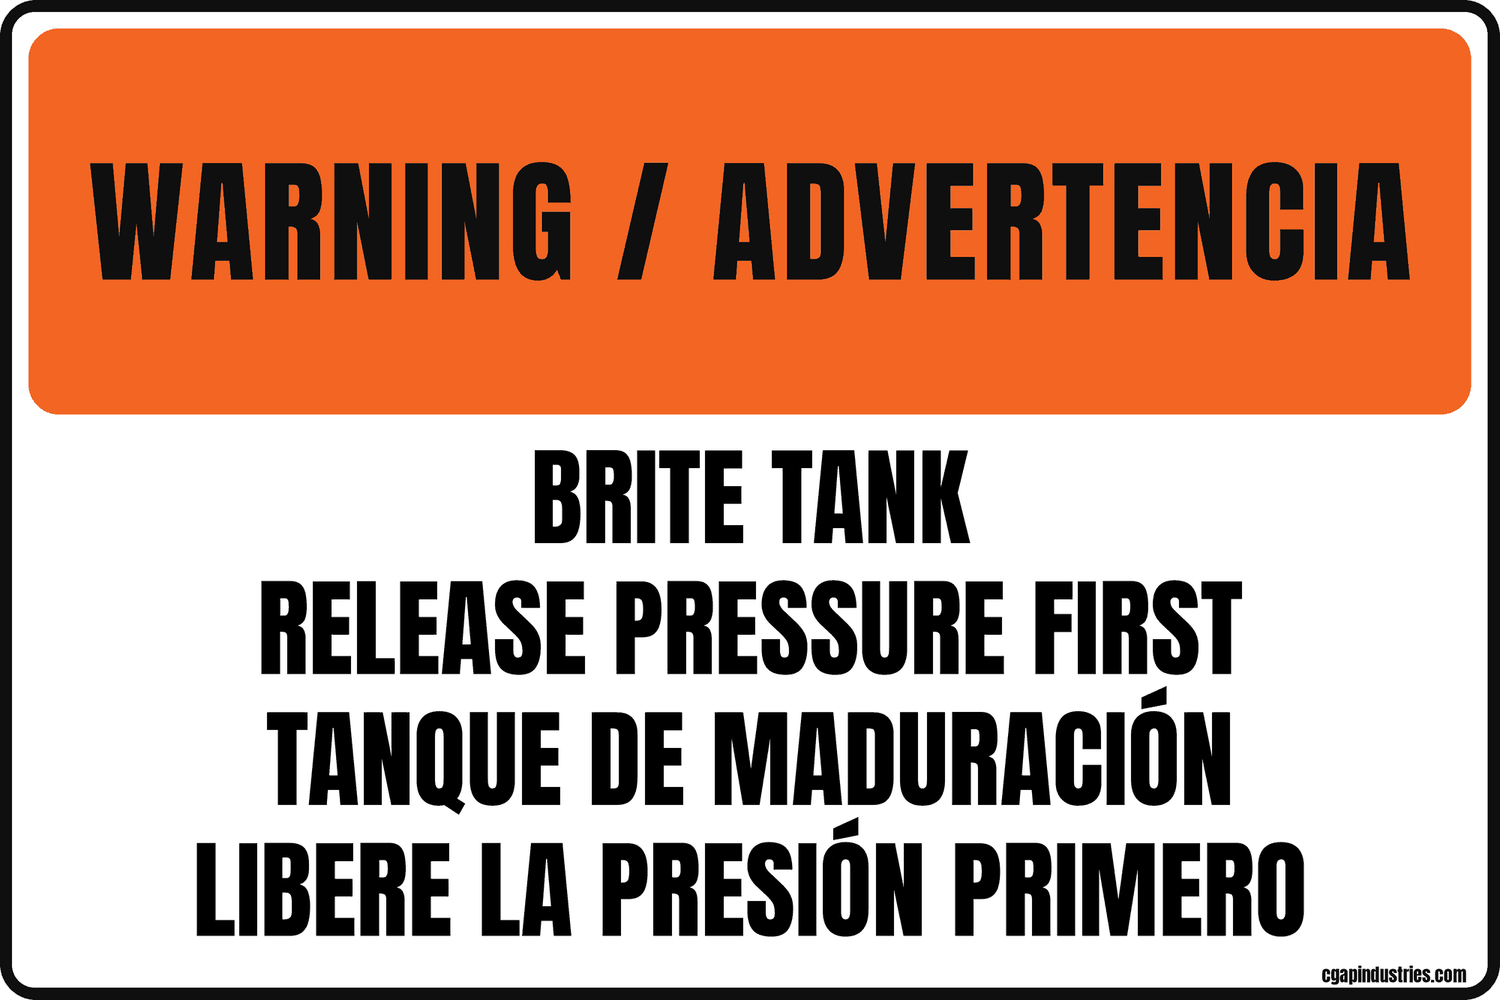 WARNING / ADVERTENCIA
BRITE TANK
RELEASE PRESSURE FIRST
TANQUE DE MADURACIÓN
LIBERE LA PRESIÓN PRIMERO
cgapindustries.com